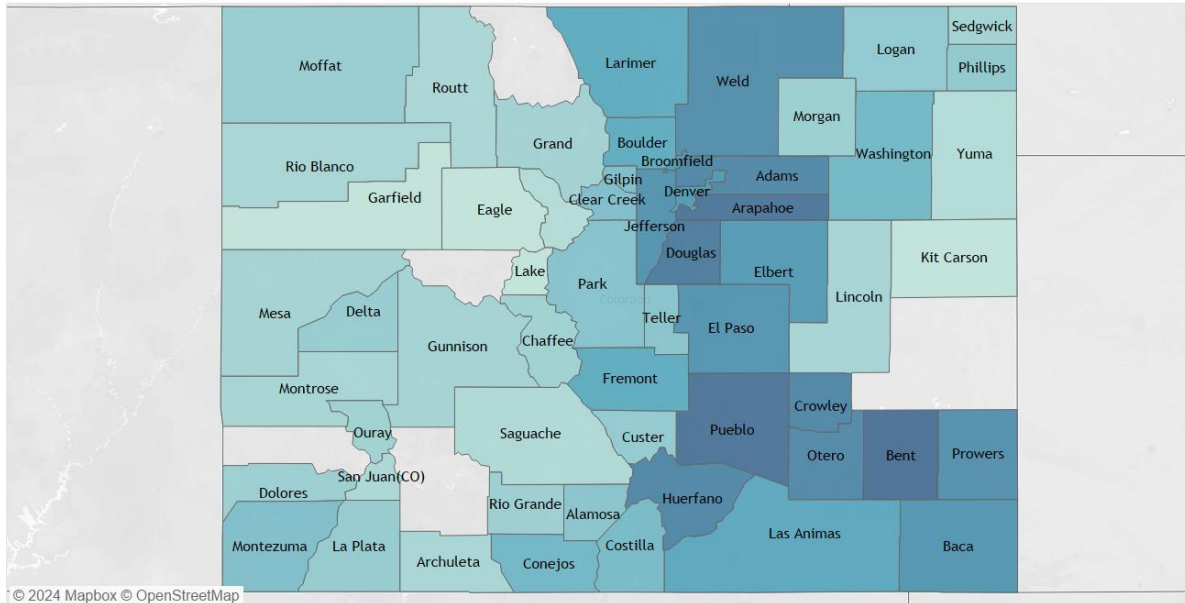 Sedgwick
Logan
Moffat
Larimer
Phillips
Weld
Routt
Morgan
Grand
Boulder
Washington
Yuma
Broomfield
Rio Blanco
Gilpin
Adams
Denver
Garfield
Clear Creek
Eagle
Arapahoe
Jefferson
Douglas
Kit Carson
Lake
Elbert
Park
Lincoln
Colorado
Mesa
Delta
Teller
El Paso
Chaffee
Gunnison
Fremont
Montrose
Crowley
Pueblo
Ouray
Saguache
Custer
Otero
Bent
Prowers
San Juan(CO)
Dolores
Huerfano
Rio Grande
Alamosa
Las Animas
Montezuma
La Plata
Costilla
Baca
Archuleta
Conejos
© 2024 Mapbox © OpenStreetMap